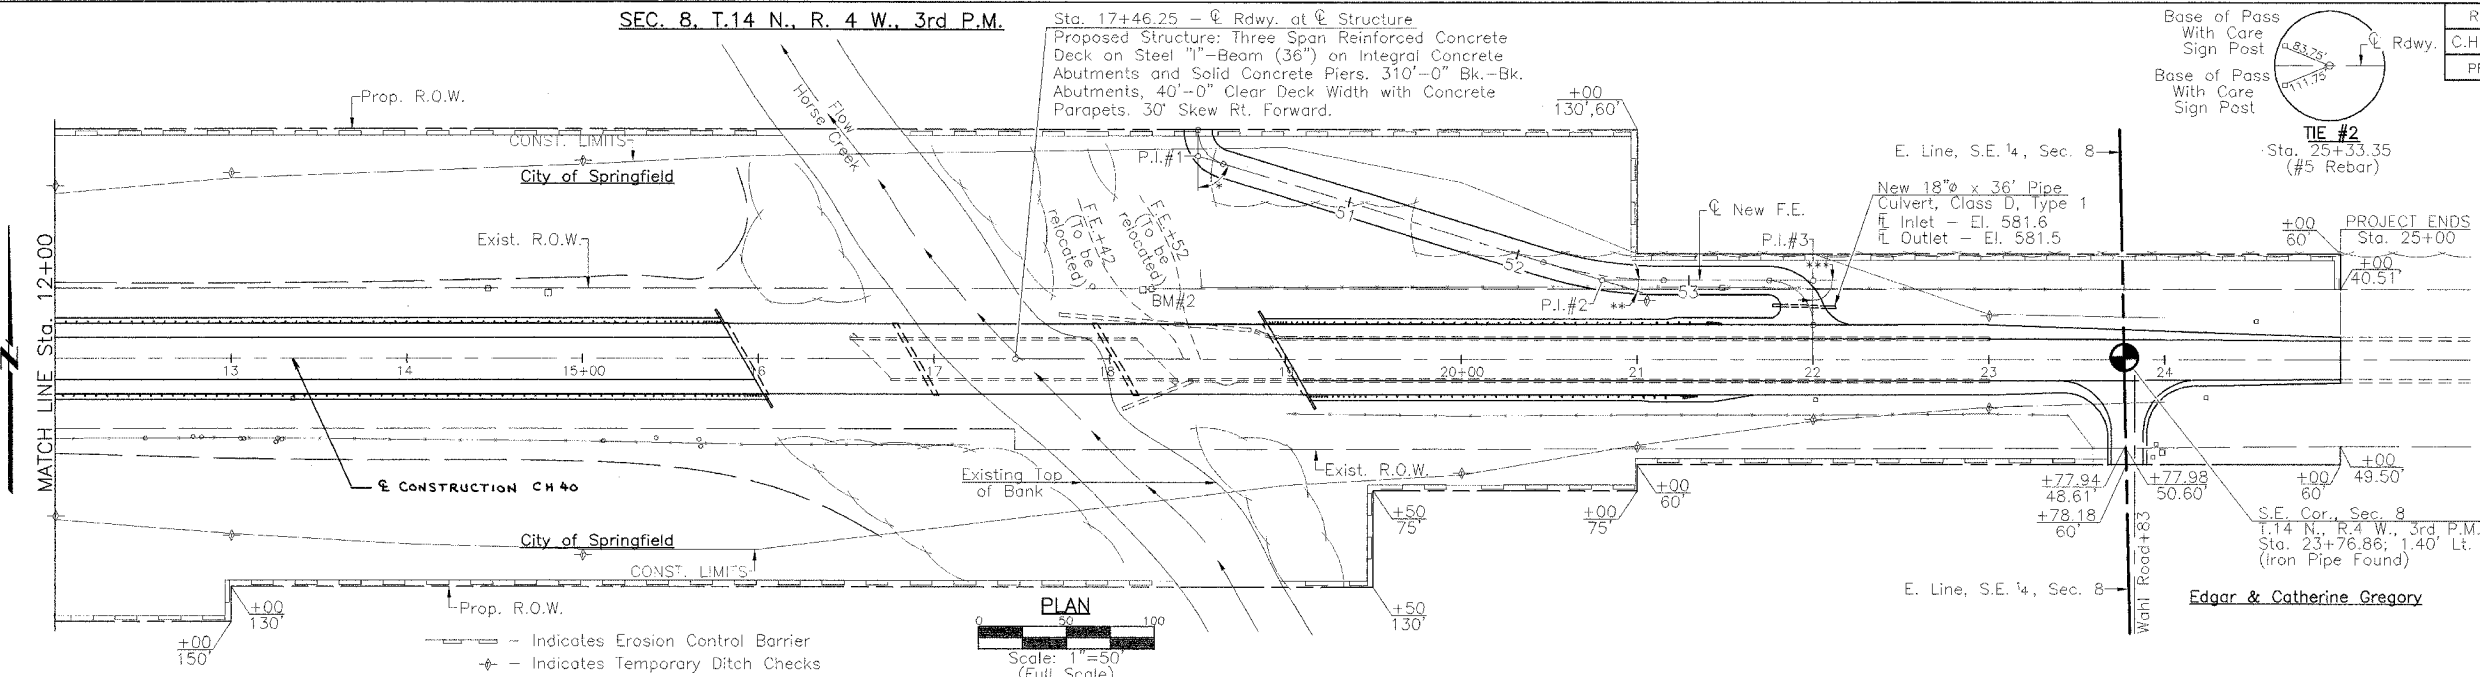 SEC. 8, T.14 N., R. 4 W., 3rd P.M.
Sta. 17+46.25 – ℄ Rdwy. at ℄ Structure
Proposed Structure: Three Span Reinforced Concrete
Deck on Steel "I"–Beam (36") on Integral Concrete
Abutments and Solid Concrete Piers. 310'–0" Bk.–Bk.
Abutments, 40'–0" Clear Deck Width with Concrete
Parapets. 30° Skew Rt. Forward.
Base of Pass
With Care
Sign Post
83.75'
℄ Rdwy.
Base of Pass
With Care
Sign Post
111.75'
TIE #2
Sta. 25+33.35
(#5 Rebar)
R
C.H
Prop. R.O.W.
CONST. LIMITS
City of Springfield
Exist. R.O.W.
Flow
Horse Creek
F.E. +42
(To be
relocated)
F.E. +52
(To be
relocated)
BM#2
P.I.#1
*
51
52
53
+00
130',60'
℄ New F.E.
P.I.#2
**
P.I.#3
***
E. Line, S.E. ¼, Sec. 8
New 18"ø x 36' Pipe
Culvert, Class D, Type 1
Inlet – El. 581.6
Outlet – El. 581.5
+00
60'
PROJECT ENDS
Sta. 25+00
+00
40.51'
N
MATCH LINE Sta. 12+00
13
14
15+00
16
17
18
19
20+00
21
22
23
24
℄ CONSTRUCTION CH 40
Existing Top
of Bank
Exist. R.O.W.
+50
75'
+00
60'
+00
75'
+77.94
48.61'
+77.98
50.60'
+78.18
60'
+00
60'
+00
49.50'
S.E. Cor., Sec. 8
T.14 N., R.4 W., 3rd P.M.
Sta. 23+76.86; 1.40' Lt.
(Iron Pipe Found)
City of Springfield
CONST. LIMITS
Prop. R.O.W.
+00
130'
+00
150'
+50
130'
E. Line, S.E. ¼, Sec. 8
Wahl Road+83
Edgar & Catherine Gregory
– Indicates Erosion Control Barrier
– Indicates Temporary Ditch Checks
PLAN
0 50 100
Scale: 1"=50'
(Full Scale)